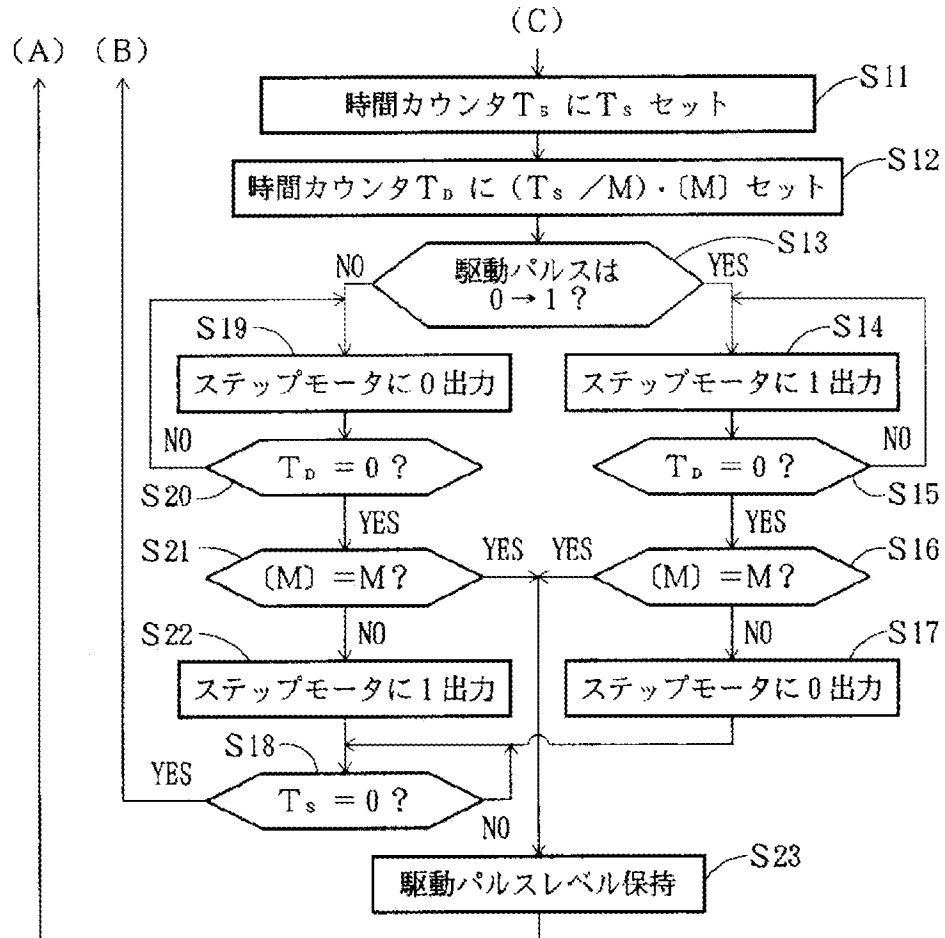 (C)
(A) (B)
S11
時間カウンタTs にTs セット
S12
時間カウンタTD に (Ts /M)・〔M〕セット
S13
NO
駆動パルスは
0→1?
YES
S19
S14
ステップモータに0出力
ステップモータに1出力
NO
TD =0?
S20
TD =0?
NO
S15
YES
YES
S21
〔M〕=M?
YES
YES
〔M〕=M?
S16
NO
NO
S22
S17
ステップモータに1出力
ステップモータに0出力
S18
YES
Ts =0?
NO
S23
駆動パルスレベル保持